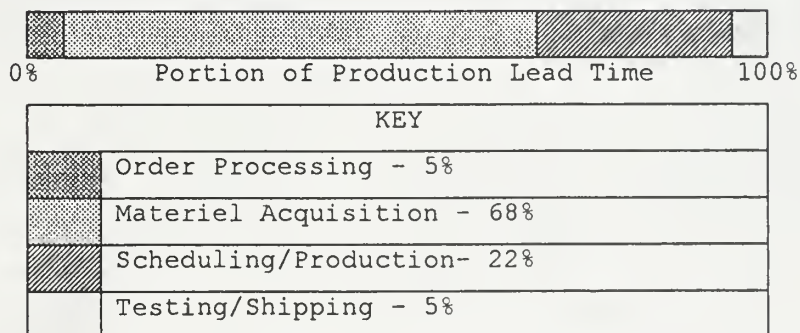 0% Portion of Production Lead Time 100%
KEY
Order Processing - 5%
Materiel Acquisition - 68%
Scheduling/Production- 22%
Testing/Shipping - 5%